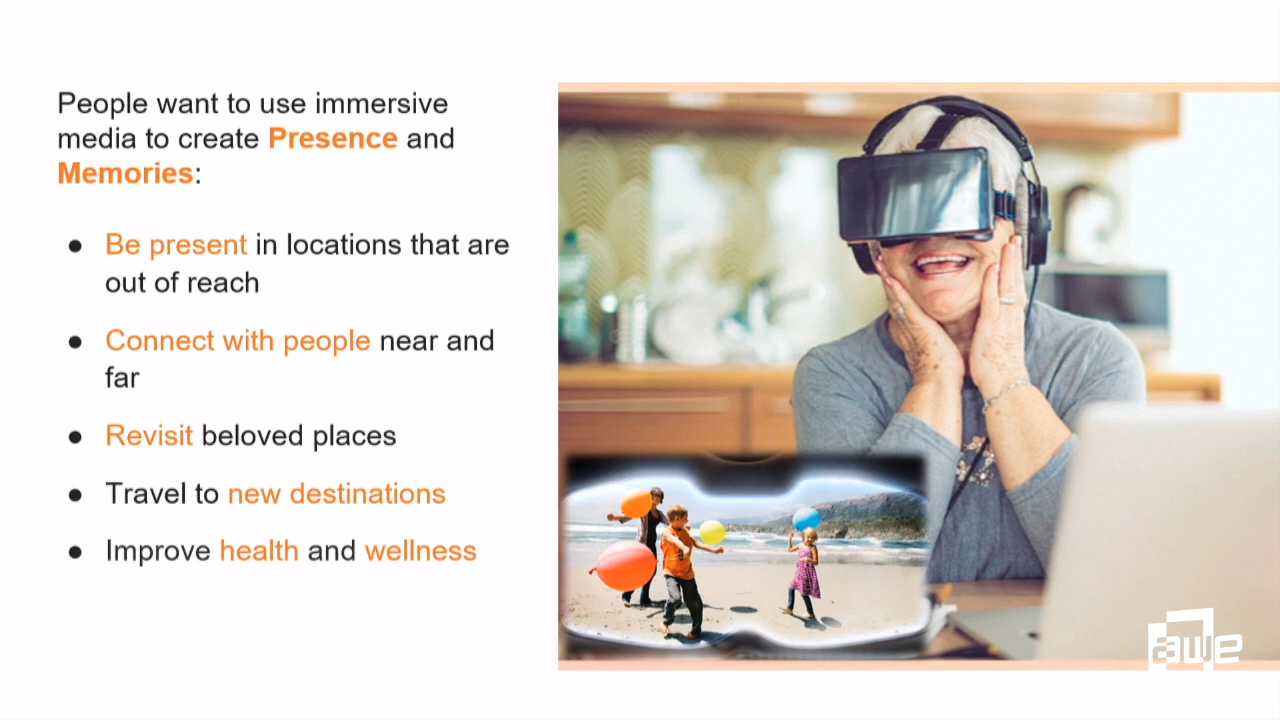 People want to use immersive
media to create Presence and
Memories:
● Be present in locations that are
out of reach
● Connect with people near and
far
● Revisit beloved places
● Travel to new destinations
● Improve health and wellness
awe